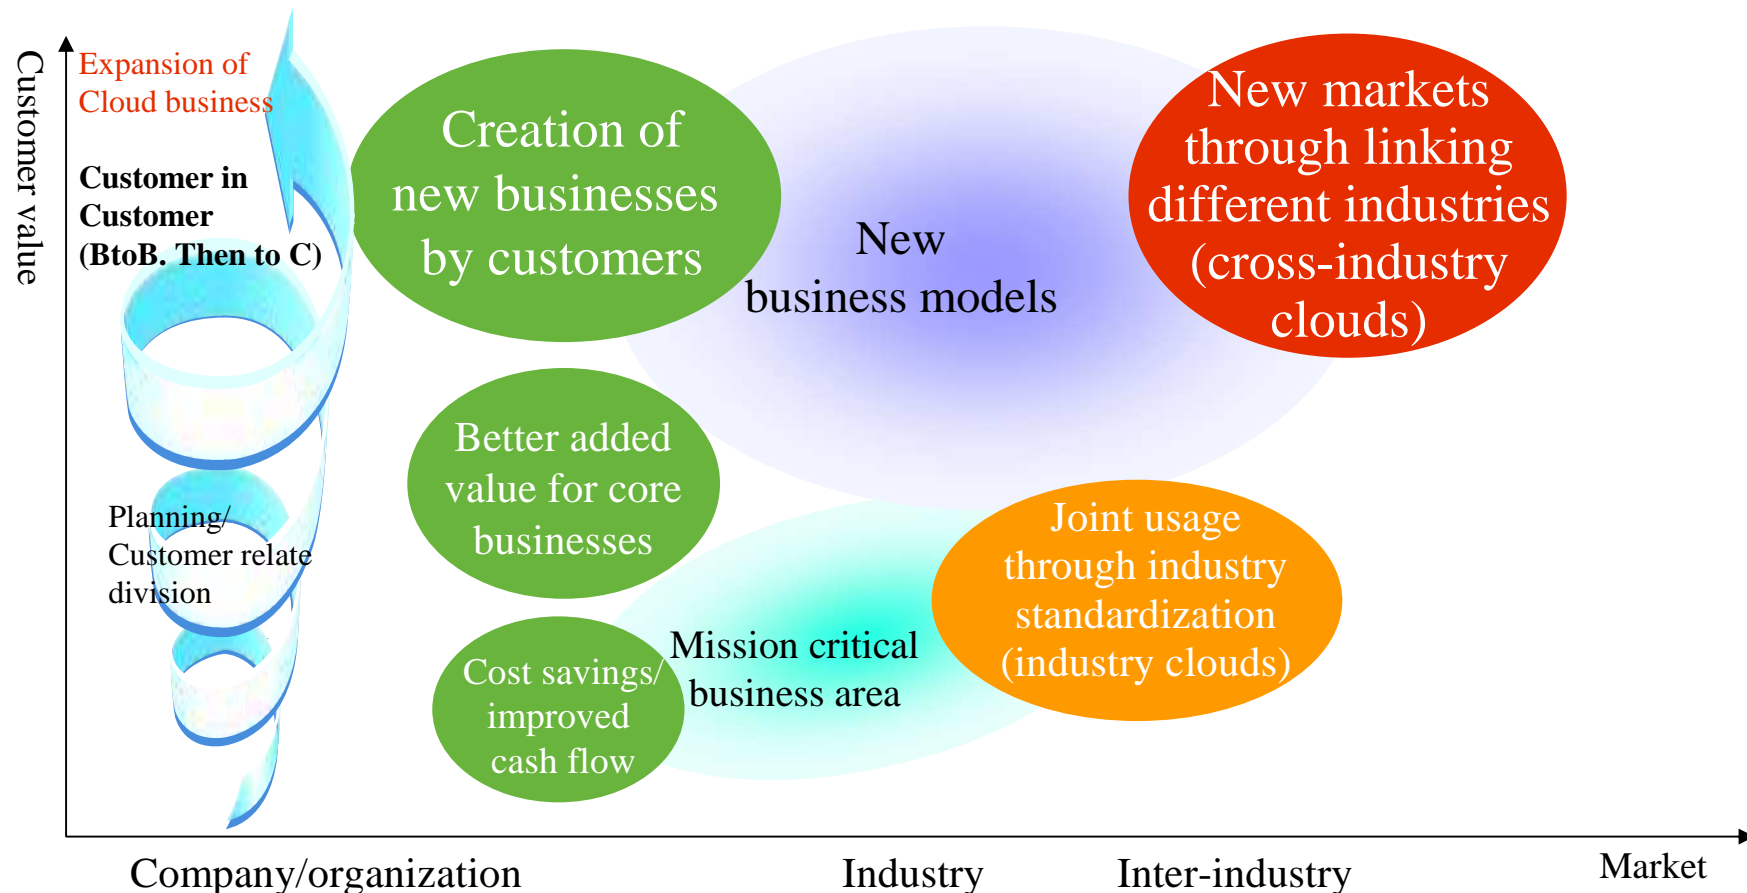 Customer value
Expansion of
Cloud business
Customer in
Customer
(BtoB. Then to C)
Planning/
Customer relate
division
Creation of
new businesses
by customers
Better added
value for core
businesses
Cost savings/
improved
cash flow
New
business models
Mission critical
business area
New markets
through linking
different industries
(cross-industry
clouds)
Joint usage
through industry
standardization
(industry clouds)
Company/organization
Industry
Inter-industry
Market